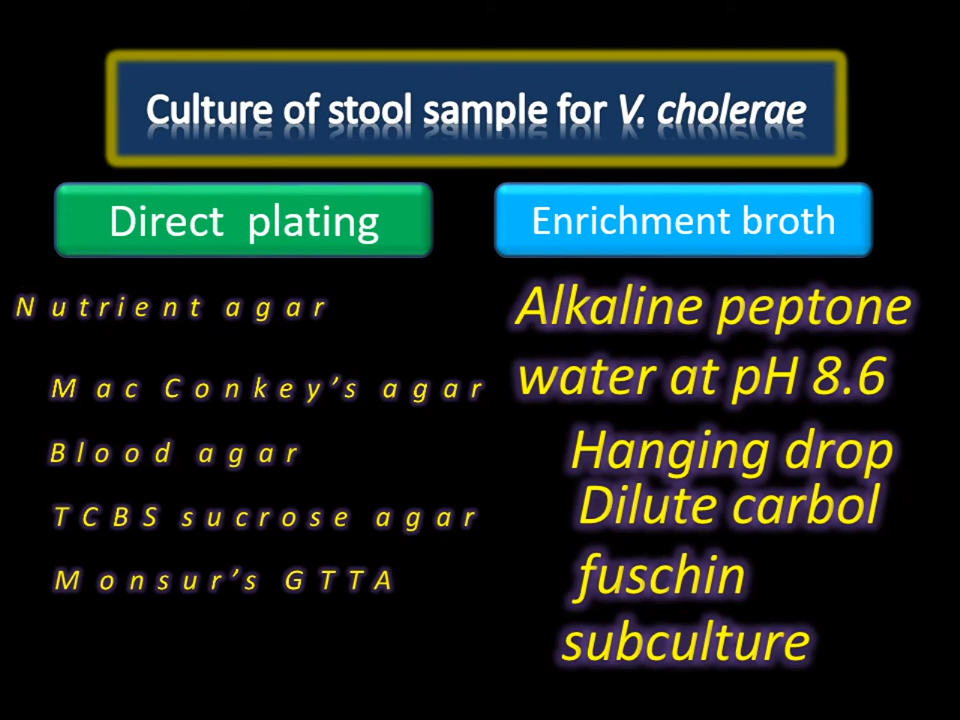 Culture of stool sample for V. cholerae
Direct plating
Nutrient agar
Mac Conkey's agar
Blood agar
TCBS sucrose agar
Monsur's GTTA
Enrichment broth
Alkaline peptone
water at pH 8.6
Hanging drop
Dilute carbol
fuschin
subculture